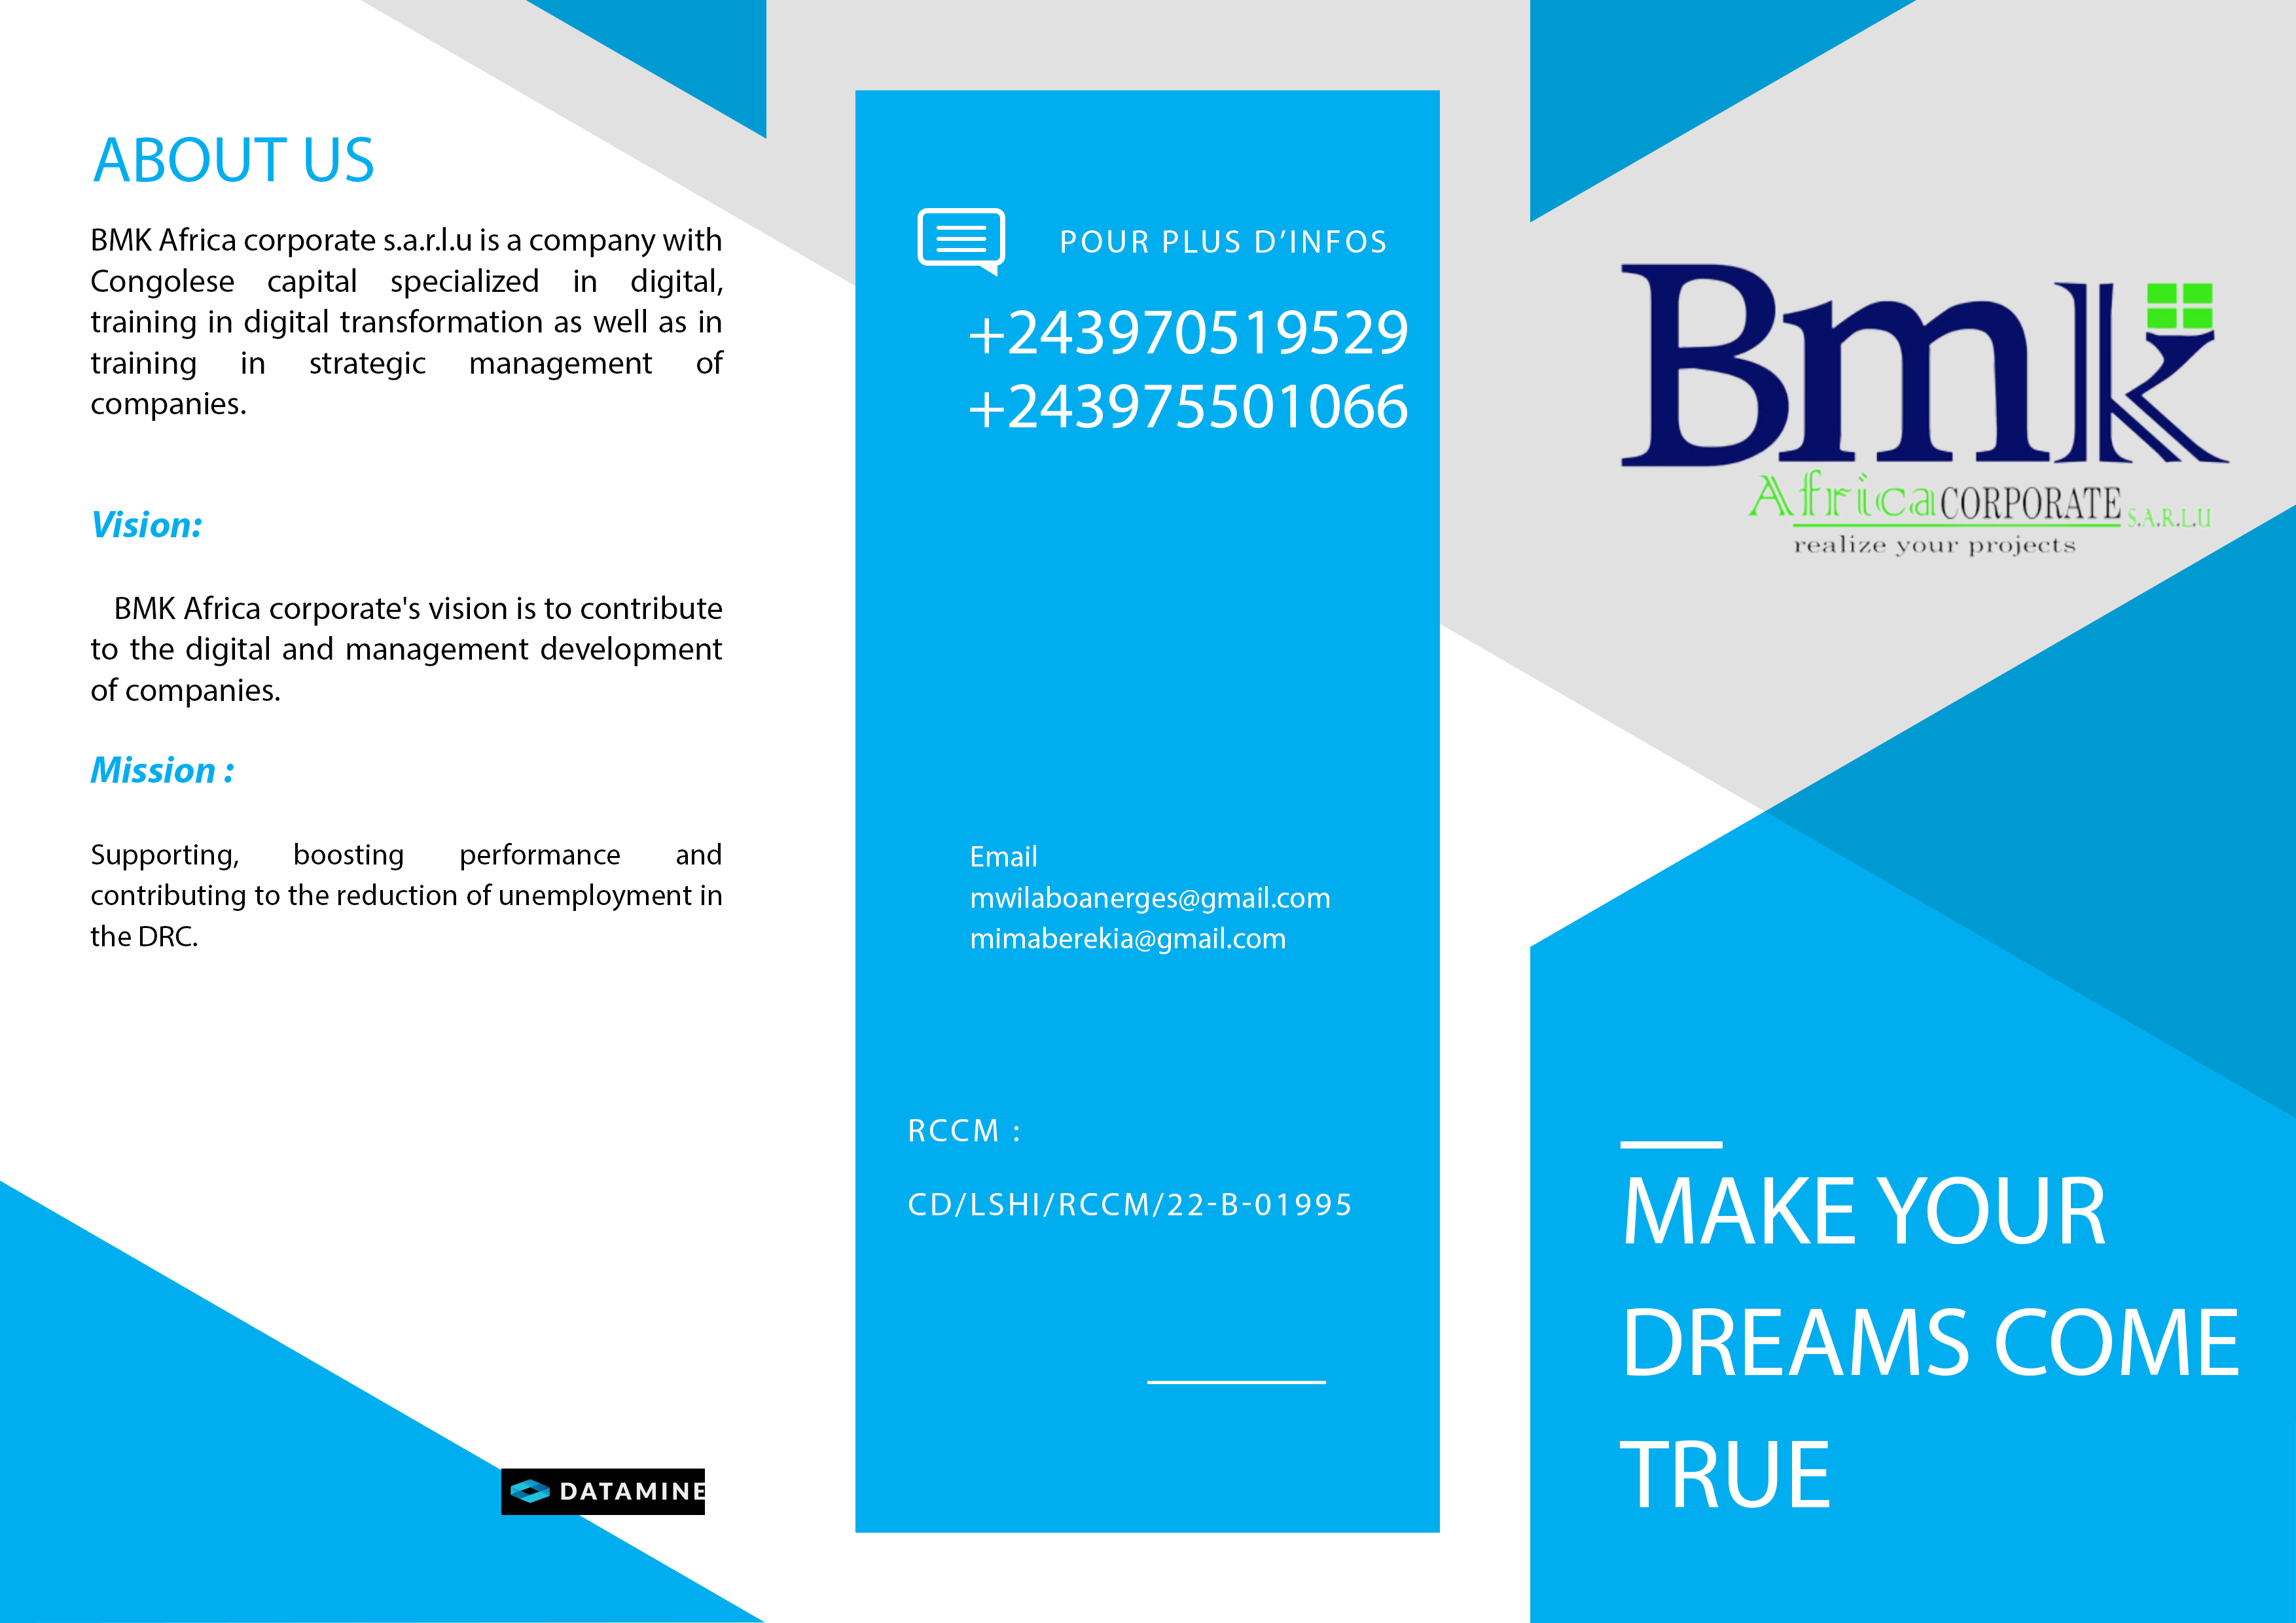 ABOUT US
BMK Africa corporate s.a.r.l.u is a company with
Congolese capital specialized in digital,
training in digital transformation as well as in
training in strategic management of
companies.
Vision:
BMK Africa corporate's vision is to contribute
to the digital and management development
of companies.
Mission :
Supporting, boosting performance and
contributing to the reduction of unemployment in
the DRC.
DATAMINE
POUR PLUS D’INFOS
+243970519529
+243975501066
Email
mwilaboanerges@gmail.com
mimaberekia@gmail.com
RCCM :
CD/LSHI/RCCM/22-B-01995
Bmk
Africa CORPORATE S.A.R.L.U
realize your projects
MAKE YOUR
DREAMS COME
TRUE